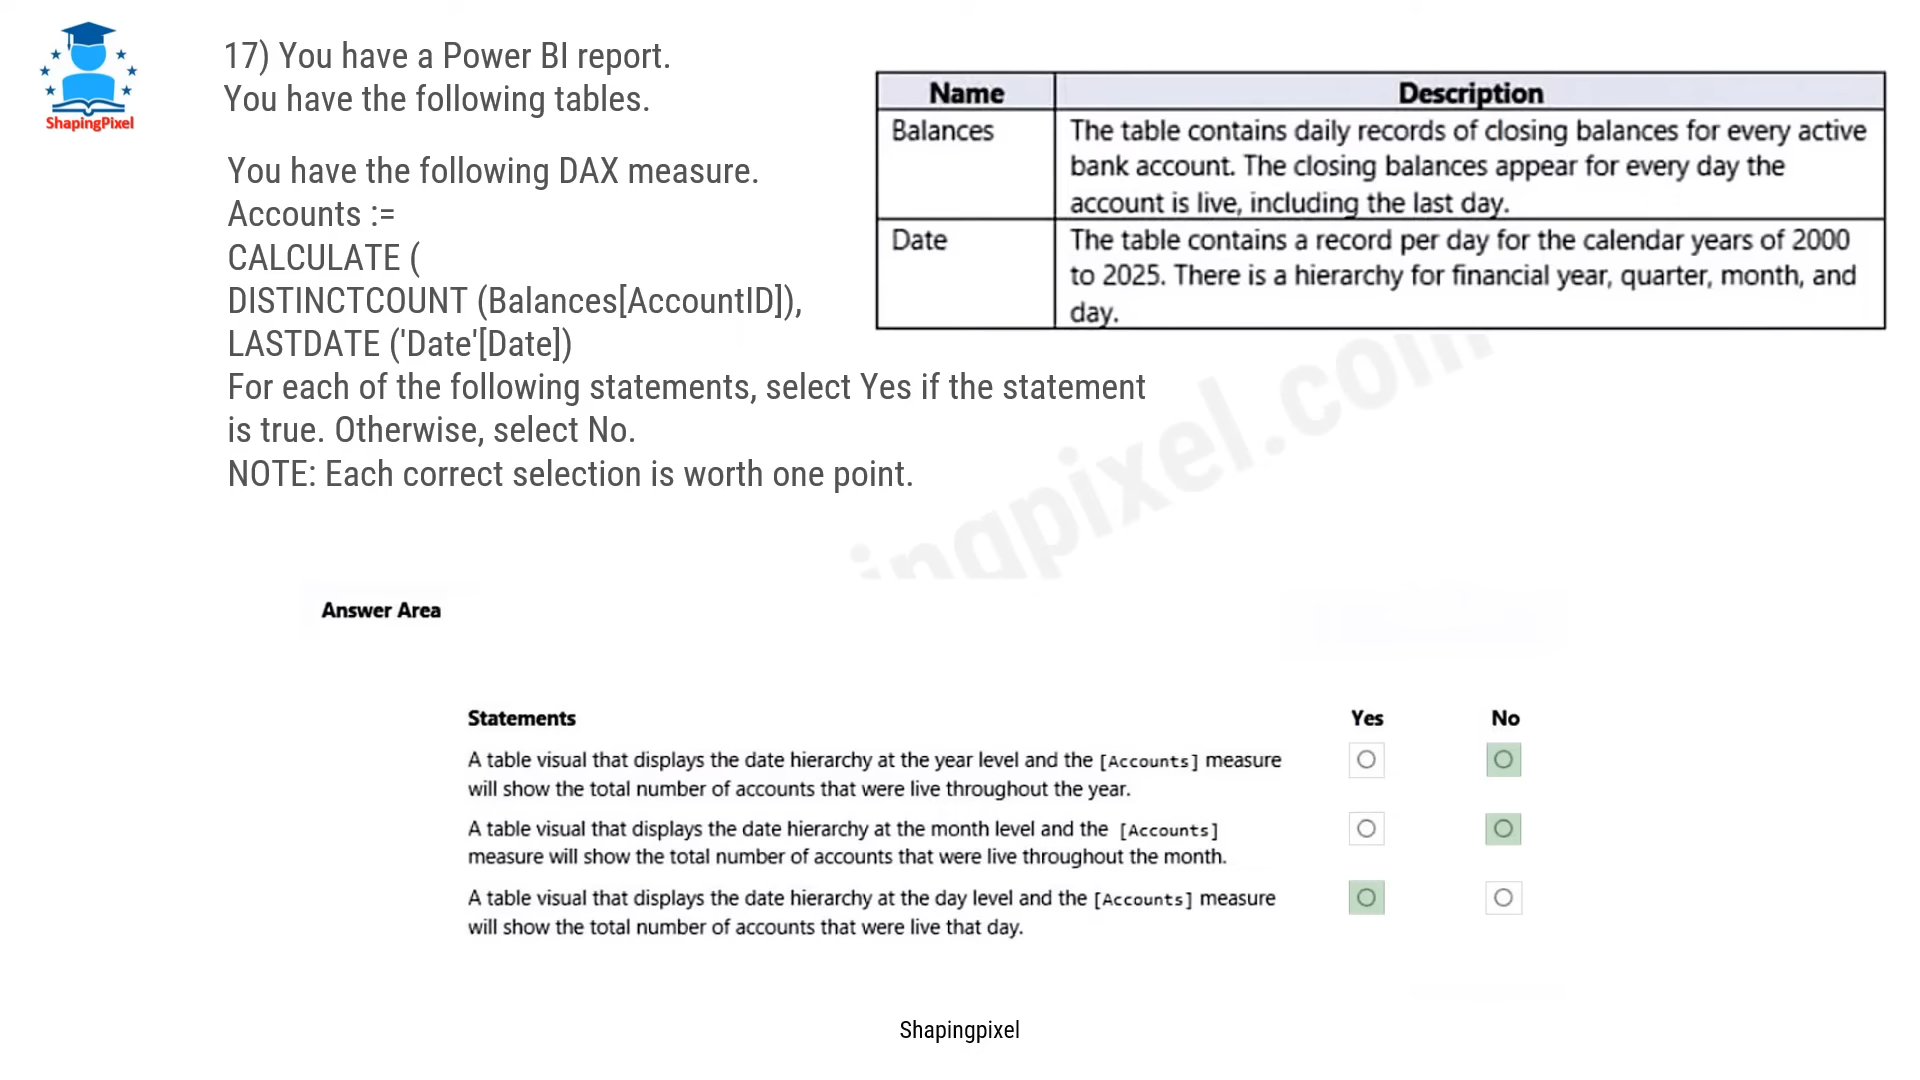 ShapingPixel
17) You have a Power BI report.
You have the following tables.
You have the following DAX measure.
Accounts :=
CALCULATE (
DISTINCTCOUNT (Balances[AccountID]),
LASTDATE ('Date'[Date])
For each of the following statements, select Yes if the statement
is true. Otherwise, select No.
NOTE: Each correct selection is worth one point.
Name Description
Balances The table contains daily records of closing balances for every active
bank account. The closing balances appear for every day the
account is live, including the last day.
Date The table contains a record per day for the calendar years of 2000
to 2025. There is a hierarchy for financial year, quarter, month, and
day.
ingpixel.com
Answer Area
Statements Yes No
A table visual that displays the date hierarchy at the year level and the [Accounts] measure
will show the total number of accounts that were live throughout the year.
A table visual that displays the date hierarchy at the month level and the [Accounts]
measure will show the total number of accounts that were live throughout the month.
A table visual that displays the date hierarchy at the day level and the [Accounts] measure
will show the total number of accounts that were live that day.
Shapingpixel